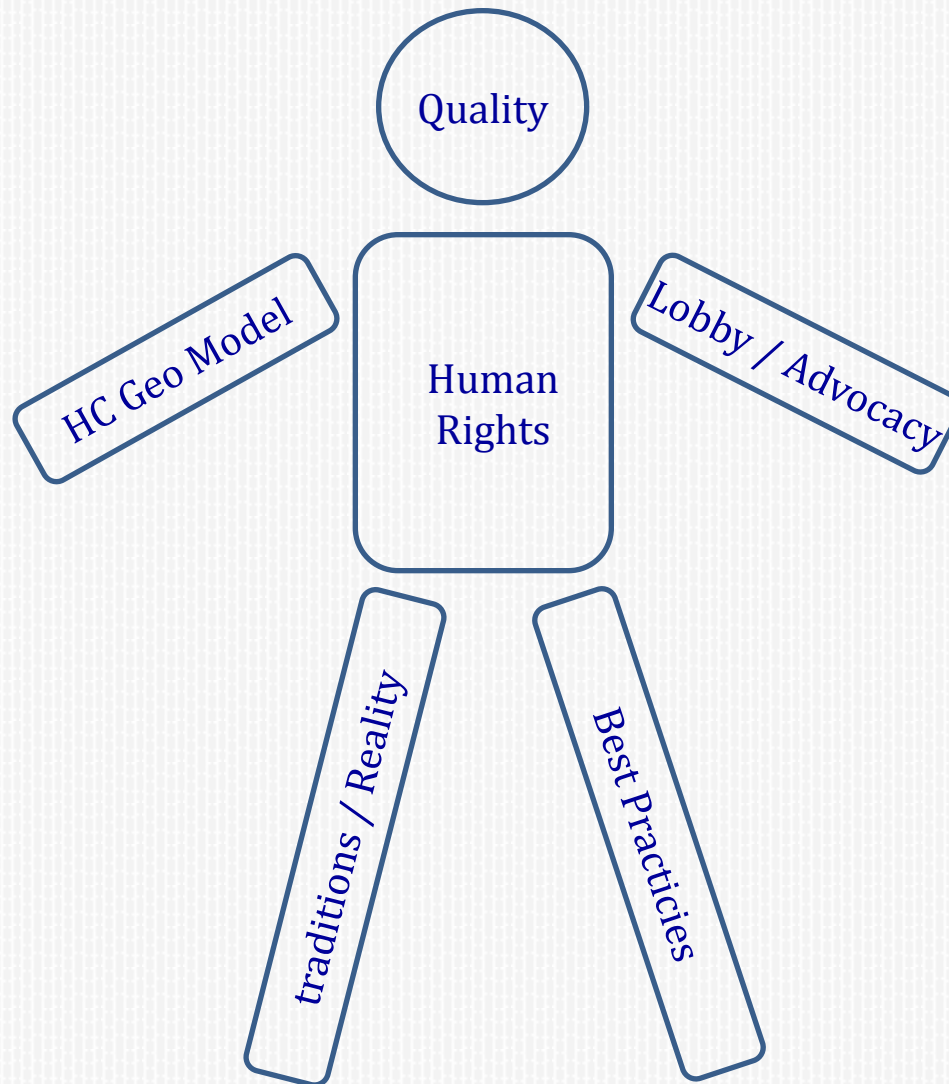 Quality
HC Geo Model
Lobby / Advocacy
Human
Rights
traditions / Reality
Best Practicies